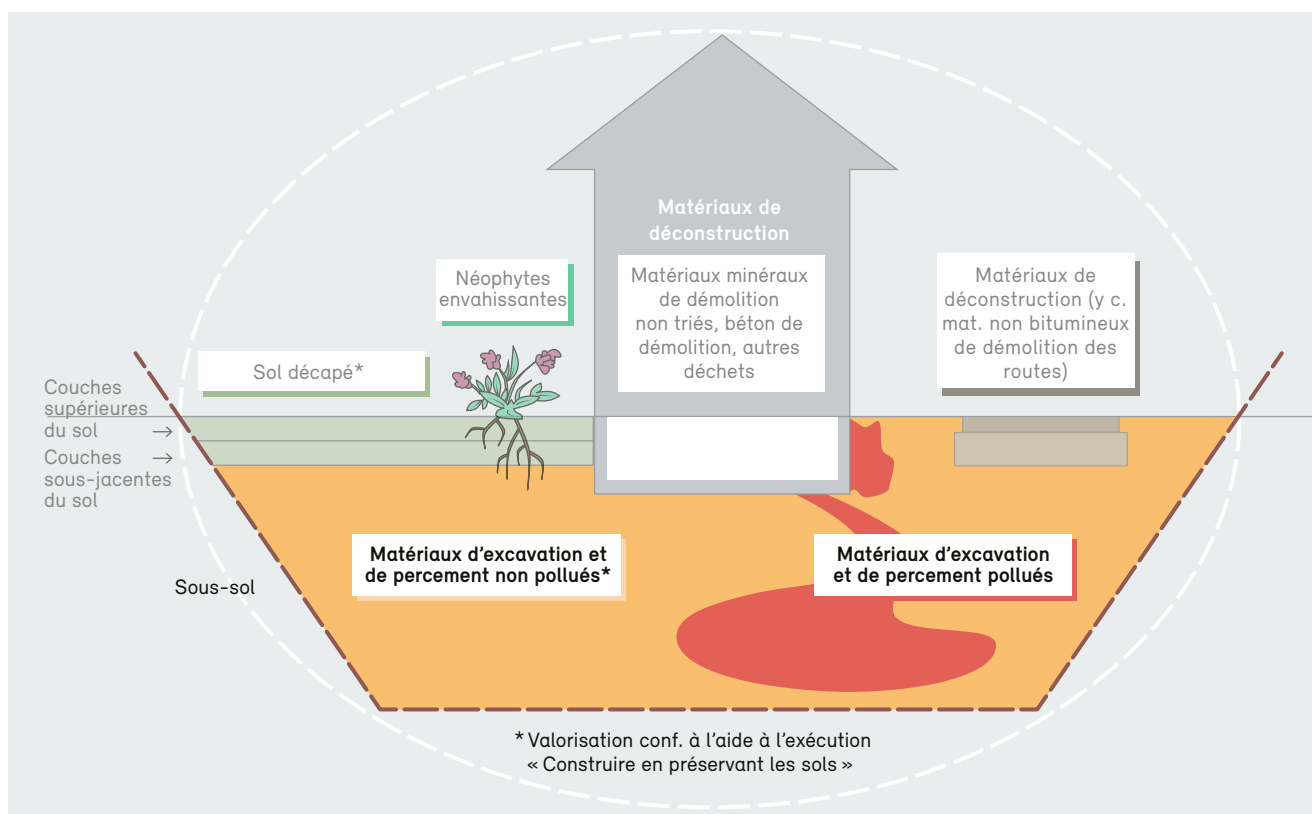 Matériaux de
déconstruction
Néophytes
envahissantes
Matériaux minéraux
de démolition
non triés, béton de
démolition, autres
déchets
Matériaux de
déconstruction (y c.
mat. non bitumineux
de démolition des
routes)
Sol décapé*
Couches
supérieures
du sol →
Couches →
sous-jacentes
du sol
Matériaux d'excavation et
de percement non pollués*
Matériaux d'excavation
et de percement pollués
Sous-sol
* Valorisation conf. à l'aide à l'exécution
« Construire en préservant les sols »